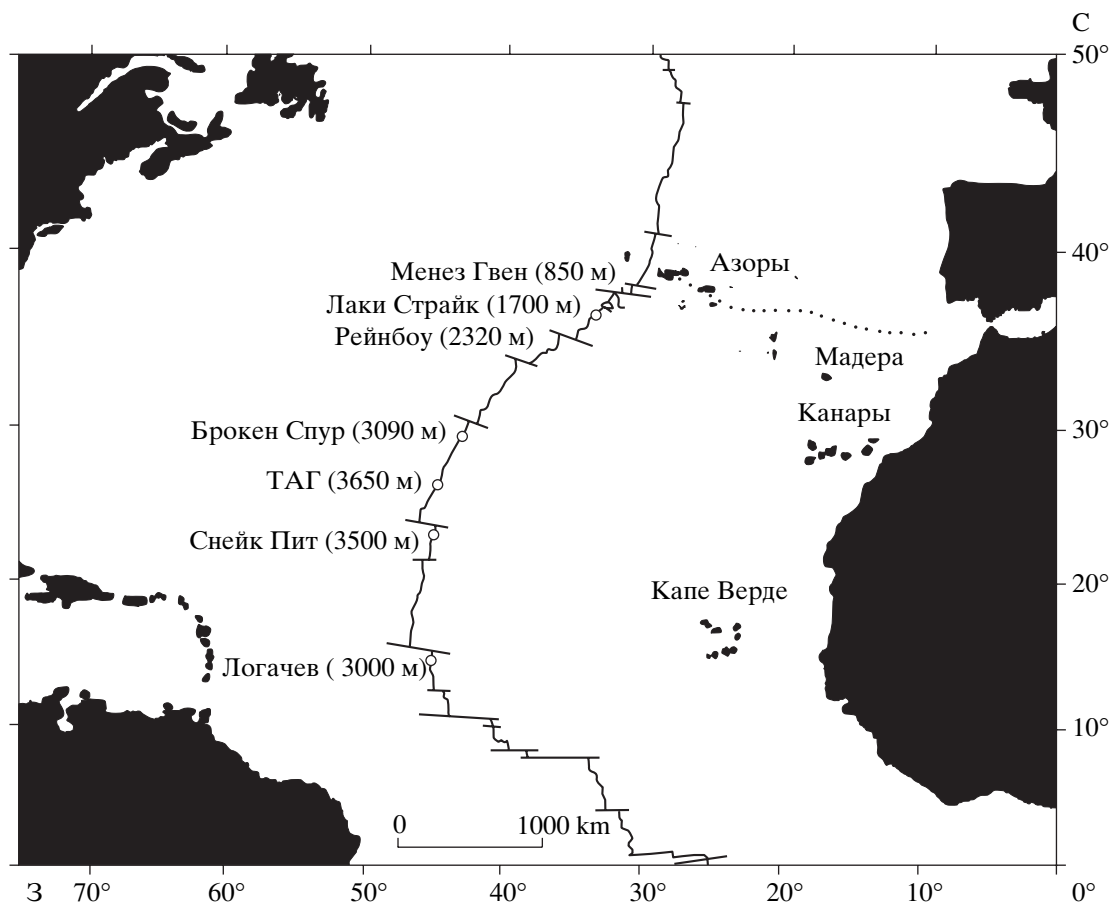 С
50°
40°
Азоры
Менез Гвен (850 м)
Лаки Страйк (1700 м)
Рейнбоу (2320 м)
Мадера
Канары
30°
Брокен Спур (3090 м)
ТАГ (3650 м)
Снейк Пит (3500 м)
20°
Капе Верде
Логачев ( 3000 м)
10°
0 1000 km
З 70° 60° 50° 40° 30° 20° 10° 0°